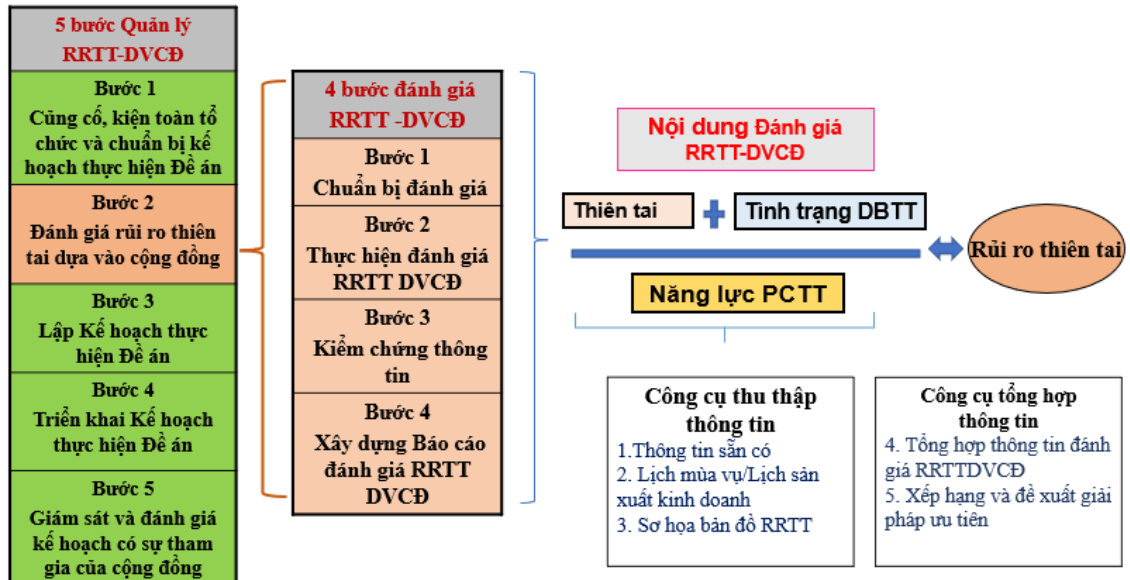 5 bước Quản lý
RRTT-DVCĐ
Bước 1
Củng cố, kiện toàn tổ
chức và chuẩn bị kế
hoạch thực hiện Đề án
Bước 2
Đánh giá rủi ro thiên
tai dựa vào cộng đồng
Bước 3
Lập Kế hoạch thực
hiện Đề án
Bước 4
Triển khai Kế hoạch
thực hiện Đề án
Bước 5
Giám sát và đánh giá
kế hoạch có sự tham
gia của cộng đồng
4 bước đánh giá
RRTT -DVCĐ
Bước 1
Chuẩn bị đánh giá
Bước 2
Thực hiện đánh giá
RRTT DVCĐ
Bước 3
Kiểm chứng thông
tin
Bước 4
Xây dựng Báo cáo
đánh giá RRTT
DVCĐ
Nội dung Đánh giá
RRTT-DVCĐ
Thiên tai
Tình trạng DBTT
Năng lực PCTT
Rủi ro thiên tai
Công cụ thu thập
thông tin
1.Thông tin sẵn có
2. Lịch mùa vụ/Lịch sản
xuất kinh doanh
3. Sơ họa bản đồ RRTT
Công cụ tổng hợp
thông tin
4. Tổng hợp thông tin đánh
giá RRTTDVCĐ
5. Xếp hạng và đề xuất giải
pháp ưu tiên